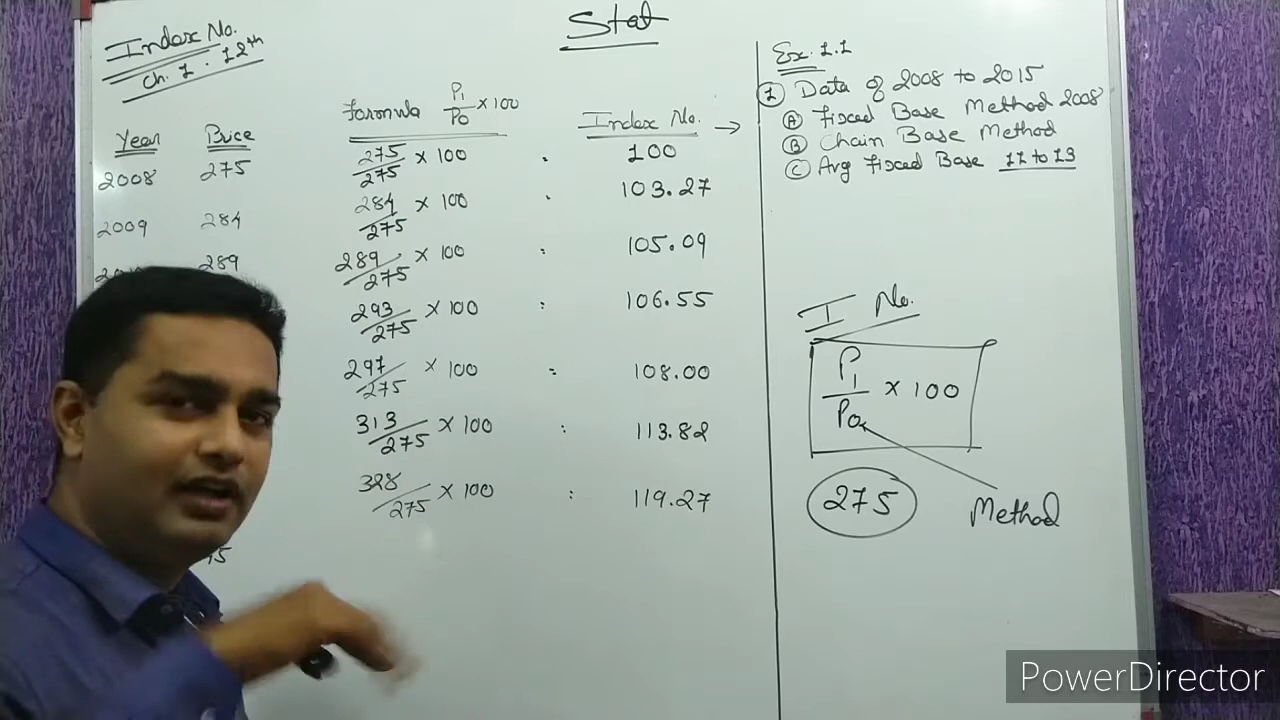 Stat
Index No.
Ch. 1. 12th
Year Price Formula P1/P0 × 100 Index No. →
2008 275 275/275 × 100 = 100
2009 284 284/275 × 100 = 103.27
289 289/275 × 100 = 105.09
293/275 × 100 = 106.55
297/275 × 100 = 108.00
313/275 × 100 = 113.82
328/275 × 100 = 119.27
15
Ex. 1.1
1 Data of 2008 to 2015
A Fixed Base Method 2008
B Chain Base Method
C Avg Fixed Base 11 to 13
I No.
P1/P0 × 100
275
Method
PowerDirector